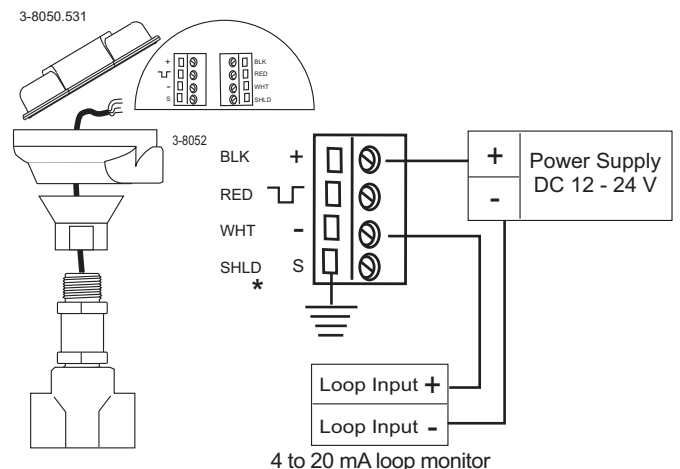 3-8050.531
+ BLK
RED
- WHT
S SHLD
3-8052
BLK +
RED
WHT -
SHLD S
*
+ Power Supply
- DC 12 - 24 V
Loop Input +
Loop Input -
4 to 20 mA loop monitor